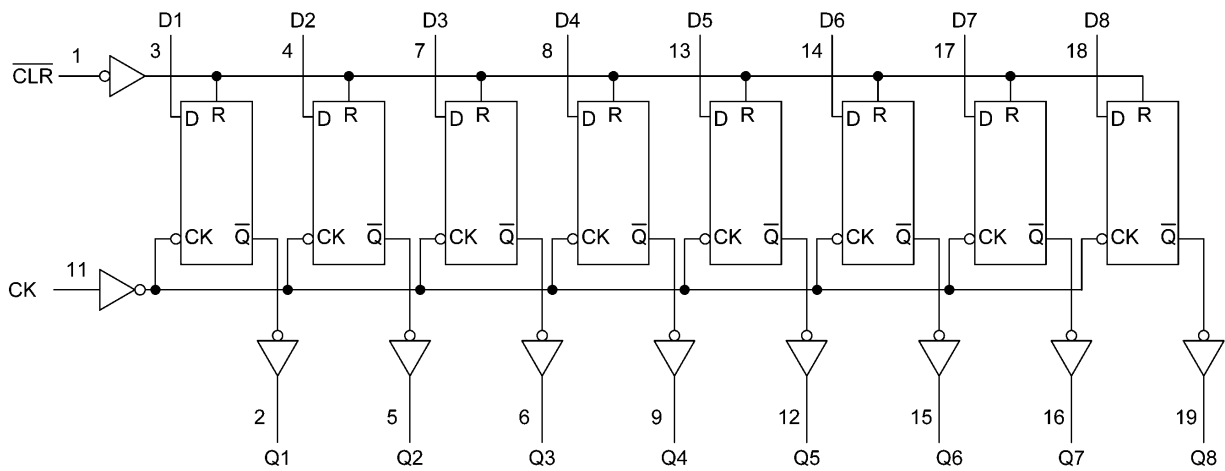 D1 D2 D3 D4 D5 D6 D7 D8
1 3 4 7 8 13 14 17 18
C̅L̅R̅
D R D R D R D R D R D R D R D R
CK Q̅ CK Q̅ CK Q̅ CK Q̅ CK Q̅ CK Q̅ CK Q̅ CK Q̅
11
CK
2 5 6 9 12 15 16 19
Q1 Q2 Q3 Q4 Q5 Q6 Q7 Q8